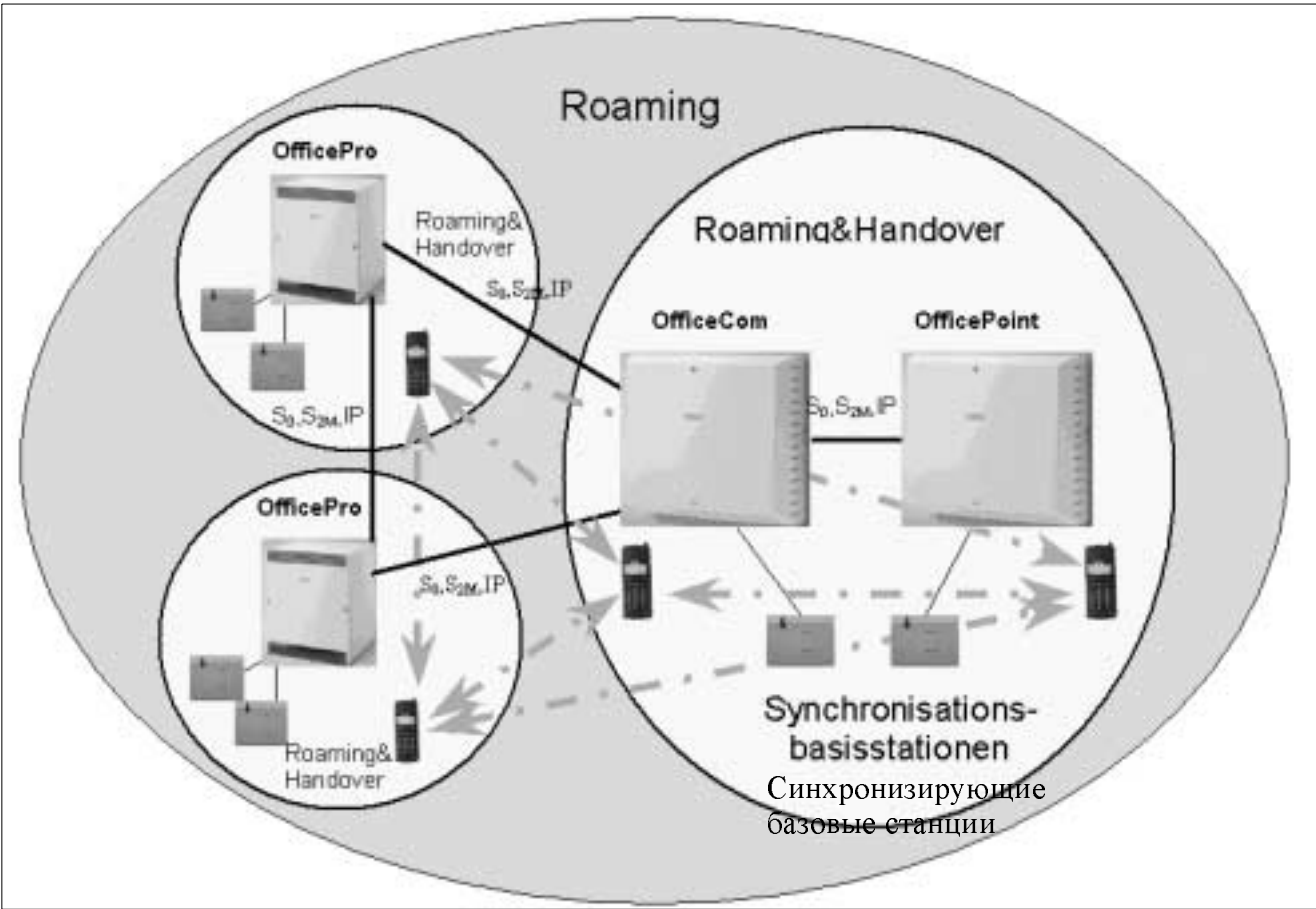 Roaming
OfficePro
Roaming&
Handover
S₀,S₂ₘ,IP
S₀,S₂ₘ,IP
OfficePro
S₀,S₂ₘ,IP
Roaming&
Handover
Roaming&Handover
OfficeCom
OfficePoint
S₀,S₂ₘ,IP
Synchronisations-
basisstationen
Синхронизирующие
базовые станции